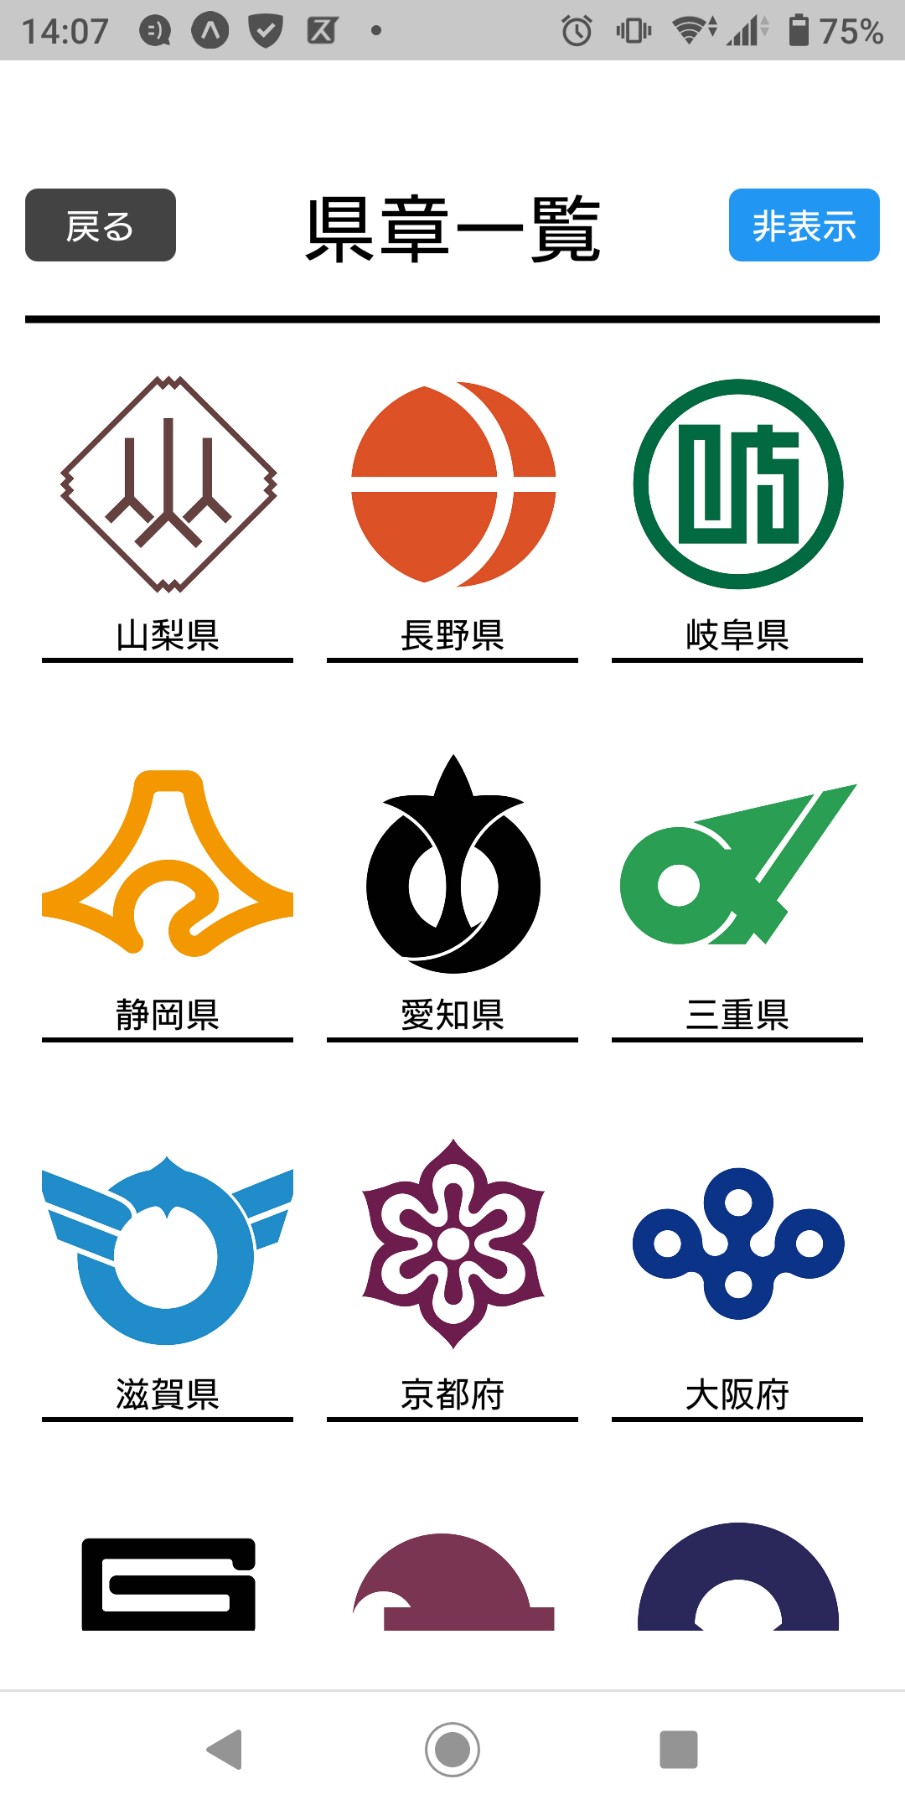 14:07 75%
戻る 県章一覧 非表示
山梨県 長野県 岐阜県
静岡県 愛知県 三重県
滋賀県 京都府 大阪府